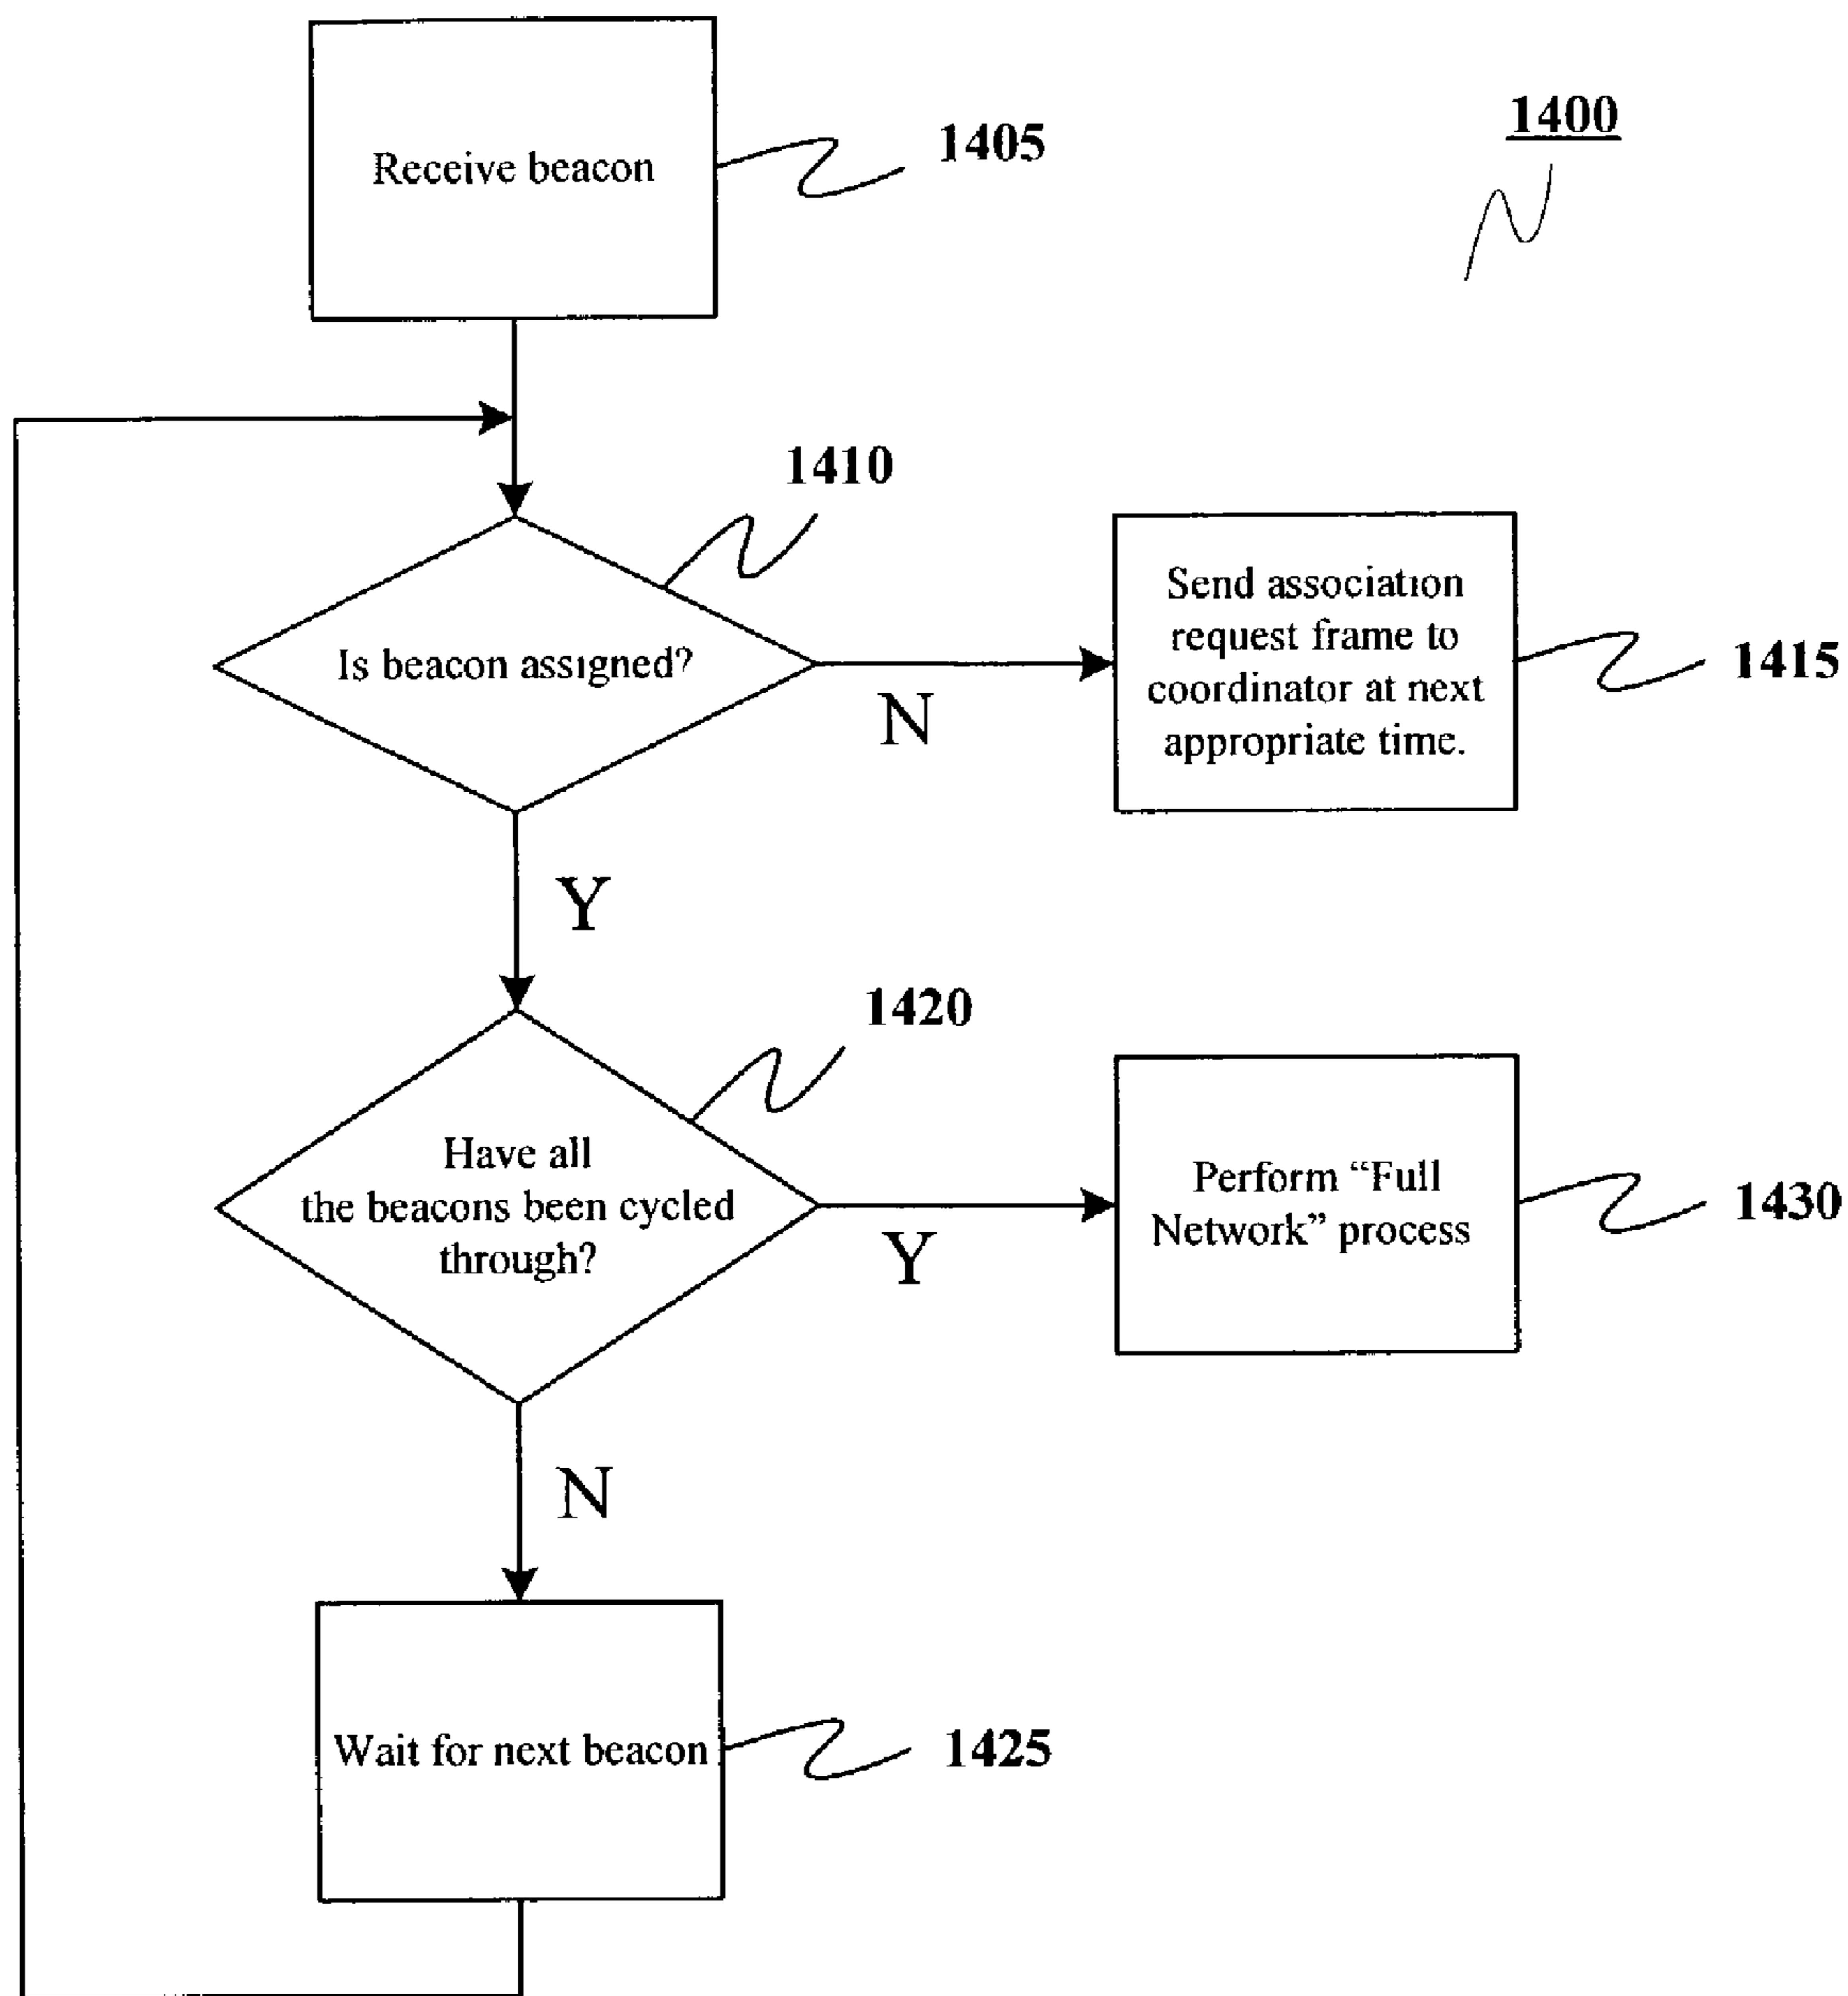 1400
Receive beacon
1405
Is beacon assigned?
1410
N
Send association
request frame to
coordinator at next
appropriate time.
1415
Y
Have all
the beacons been cycled
through?
1420
Y
Perform “Full
Network” process
1430
N
Wait for next beacon
1425